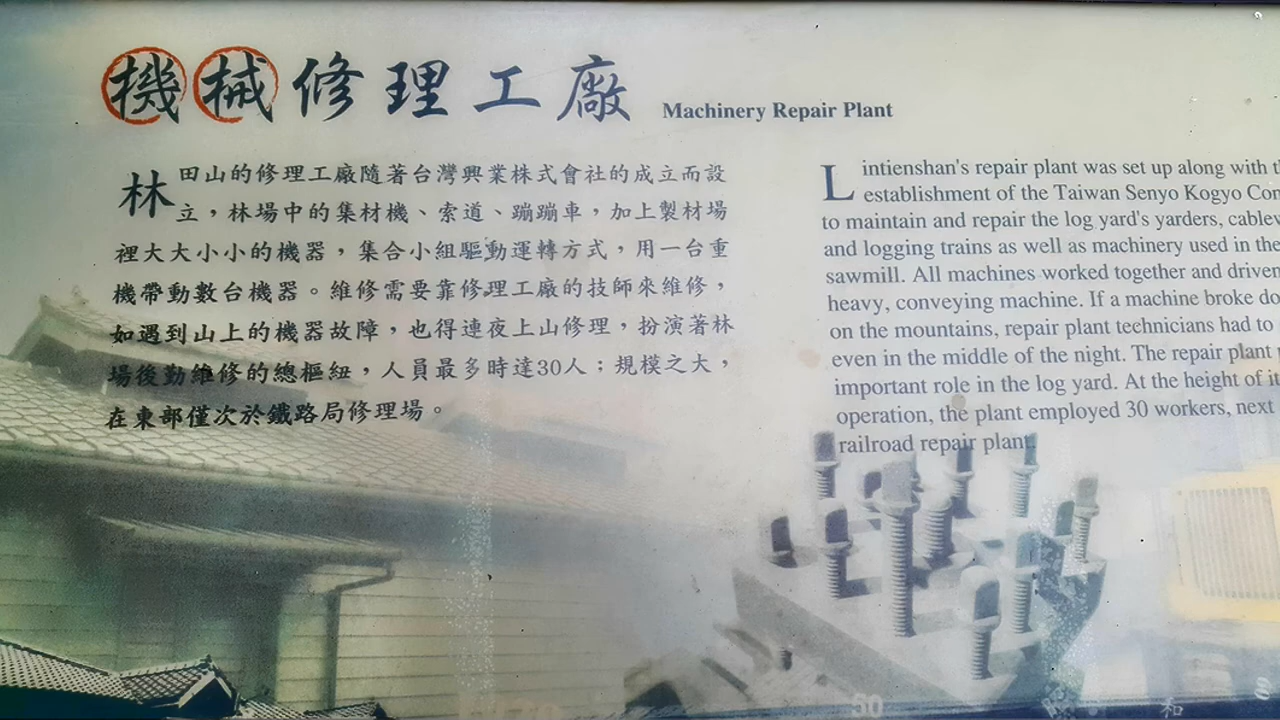 機械修理工廠 Machinery Repair Plant
林田山的修理工廠隨著台灣興業株式會社的成立而設
立，林場中的集材機、索道、蹦蹦車，加上製材場
裡大大小小的機器，集合小組驅動運轉方式，用一台重
機帶動數台機器。維修需要靠修理工廠的技師來維修，
如遇到山上的機器故障，也得連夜上山修理，扮演著林
場後勤維修的總樞紐，人員最多時達30人；規模之大，
在東部僅次於鐵路局修理場。
Lintienshan's repair plant was set up along with
establishment of the Taiwan Senyo Kogyo
to maintain and repair the log yard's yarders,
and logging trains as well as machinery used in the
sawmill. All machines worked together and driven
heavy, conveying machine. If a machine broke
on the mountains, repair plant technicians had to
even in the middle of the night. The repair plant
important role in the log yard. At the height of
operation, the plant employed 30 workers, next
railroad repair plant.
50
和